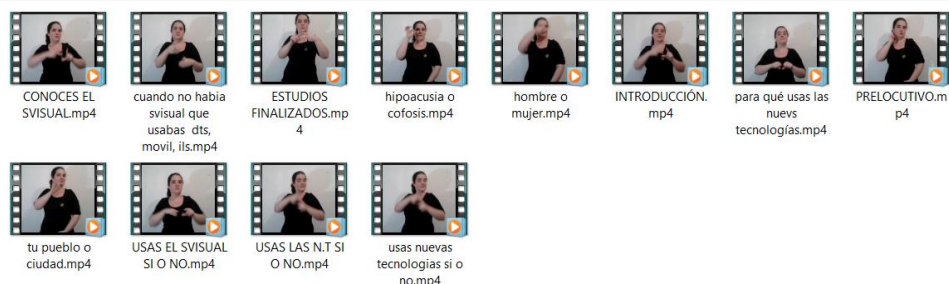 CONOCES EL
SVISUAL.mp4
cuando no habia
svisual que
usabas dts,
movil, ils.mp4
ESTUDIOS
FINALIZADOS.mp
4
hipoacusia o
cofosis.mp4
hombre o
mujer.mp4
INTRODUCCIÓN.
mp4
para qué usas las
nuevs
tecnologías.mp4
PRELOCUTIVO.m
p4
tu pueblo o
ciudad.mp4
USAS EL SVISUAL
SI O NO.mp4
USAS LAS N.T SI
O NO.mp4
usas nuevas
tecnologias si o
no.mp4